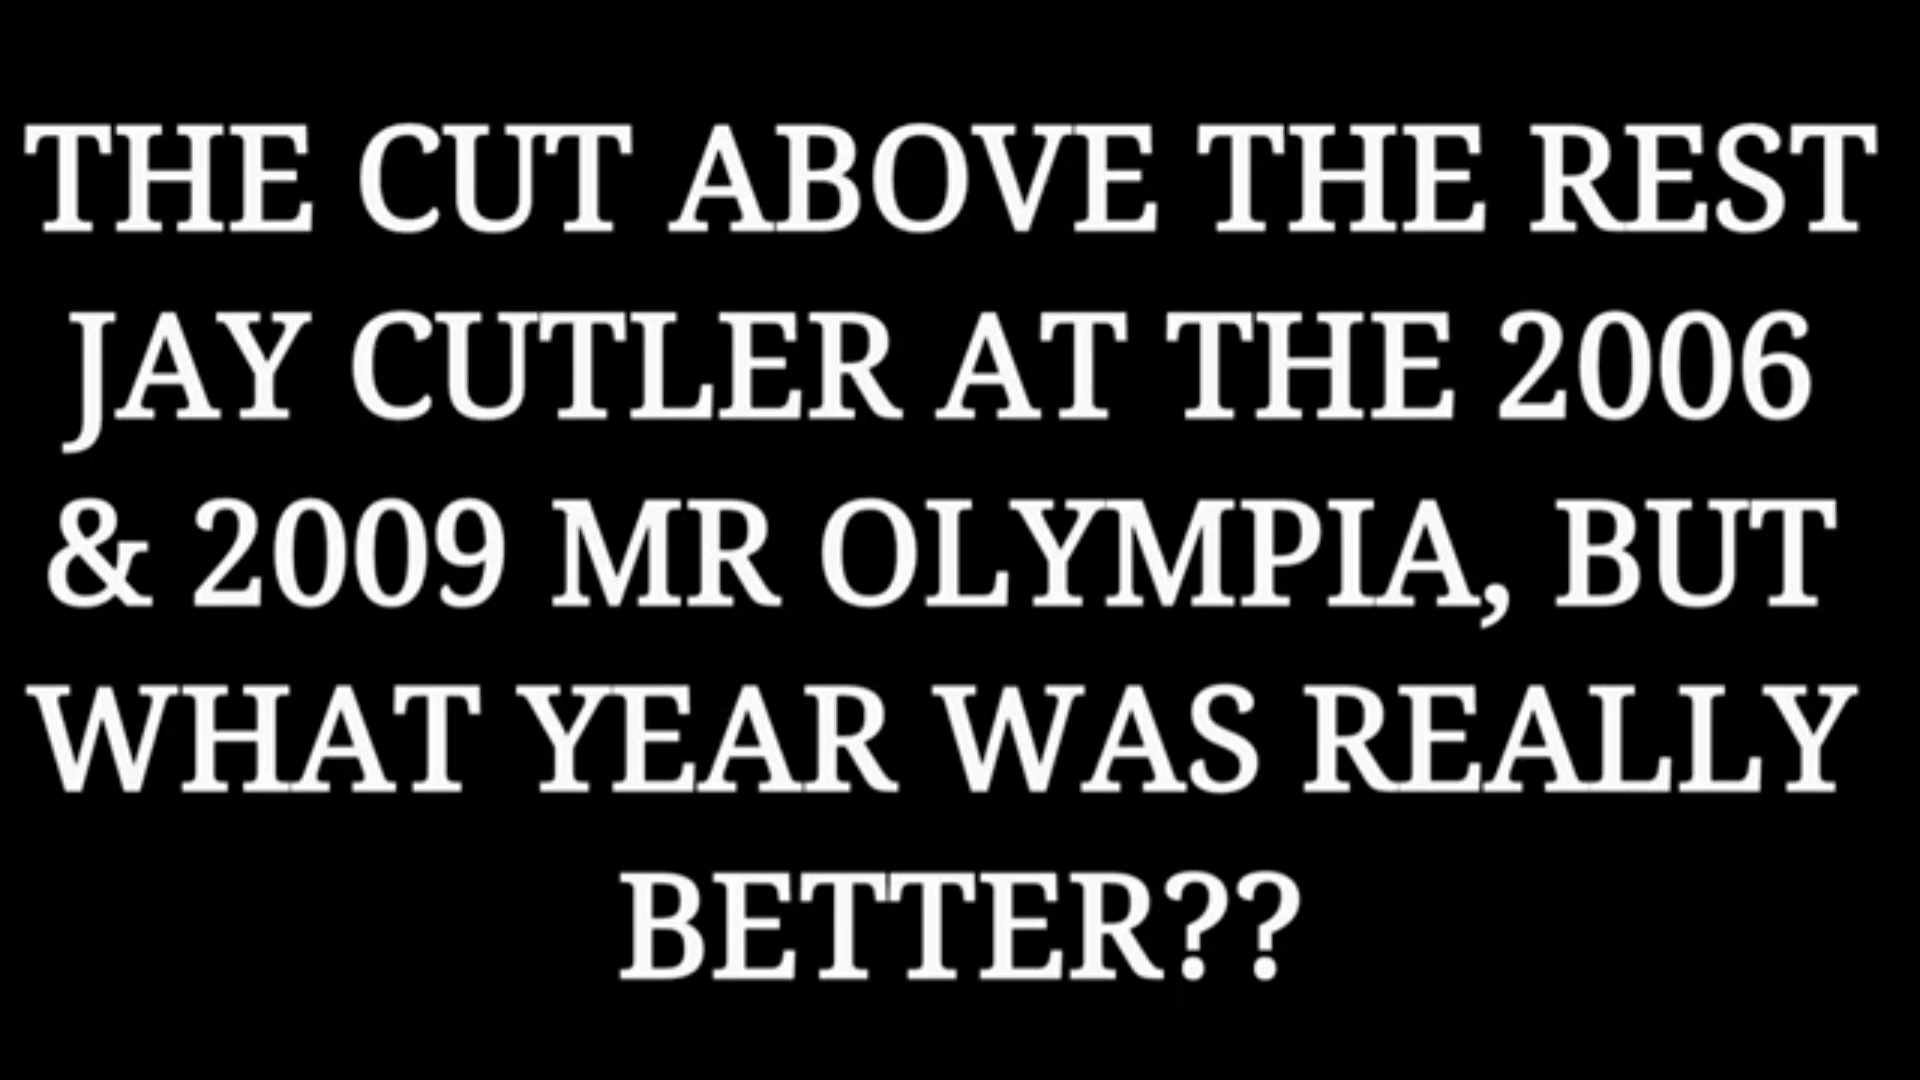 THE CUT ABOVE THE REST
JAY CUTLER AT THE 2006
& 2009 MR OLYMPIA, BUT
WHAT YEAR WAS REALLY
BETTER??